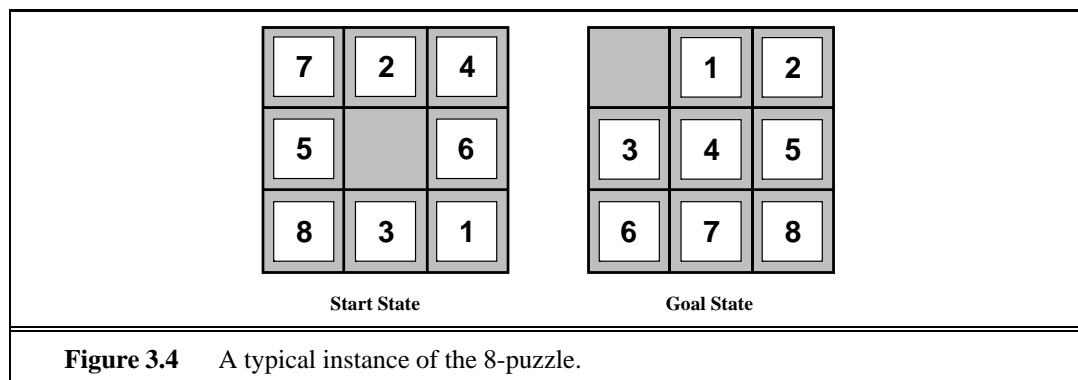 7 2 4
5 6
8 3 1
Start State
1 2
3 4 5
6 7 8
Goal State
Figure 3.4 A typical instance of the 8-puzzle.